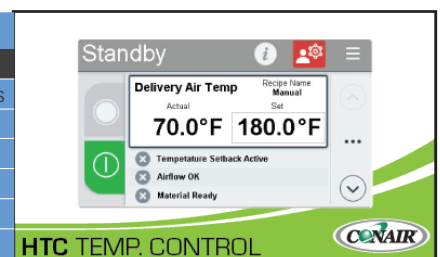 Standby
Delivery Air Temp
Recipe Name
Manual
Actual
Set
70.0°F
180.0°F
Tempetature Setback Active
Airflow OK
Material Ready
HTC TEMP. CONTROL
CONAIR